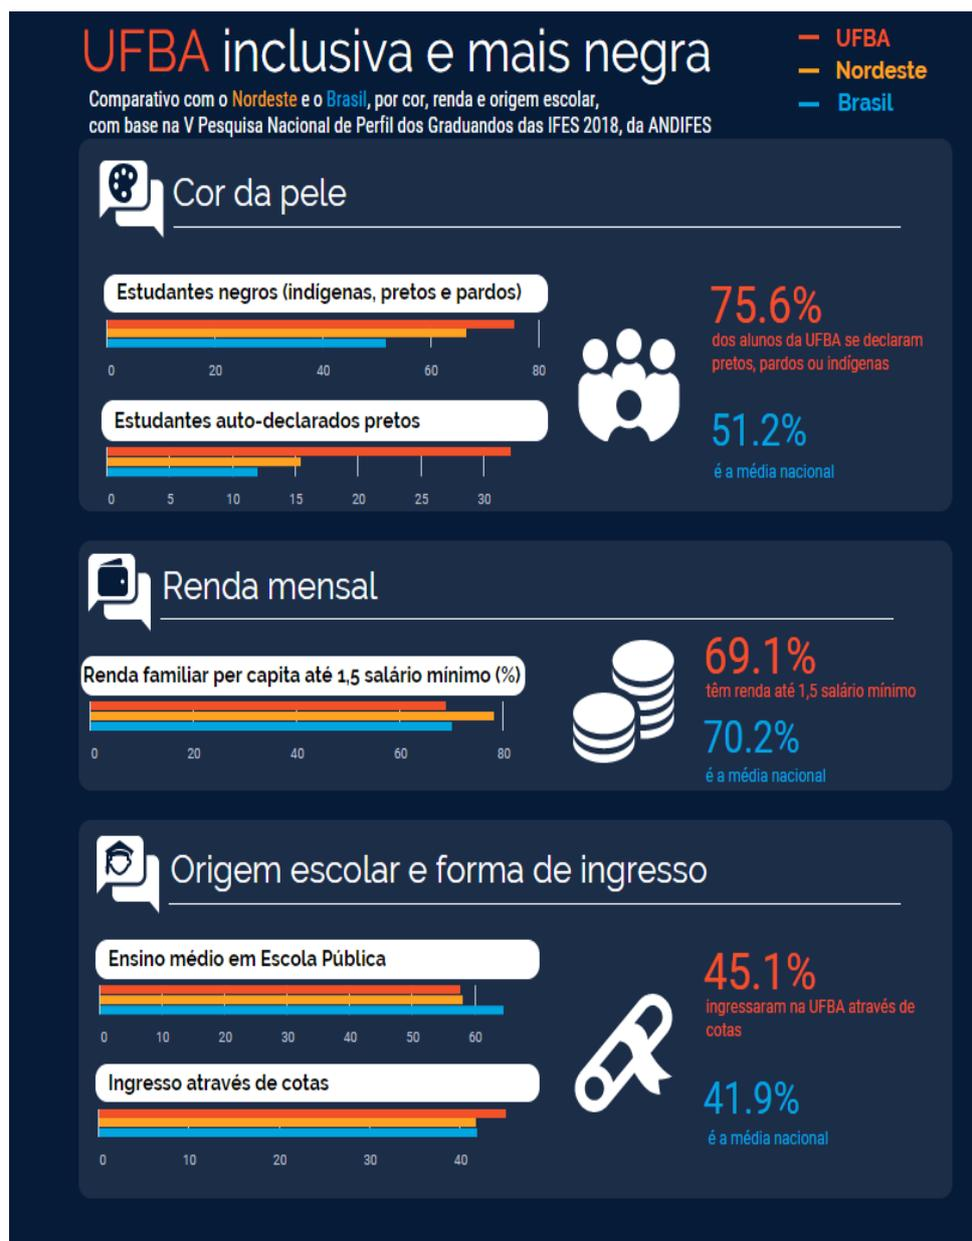 UFBA inclusiva e mais negra
UFBA
Nordeste
Brasil
Comparativo com o Nordeste e o Brasil, por cor, renda e origem escolar,
com base na V Pesquisa Nacional de Perfil dos Graduandos das IFES 2018, da ANDIFES
Cor da pele
Estudantes negros (indígenas, pretos e pardos)
0 20 40 60 80
Estudantes auto-declarados pretos
0 5 10 15 20 25 30
75.6%
dos alunos da UFBA se declaram
pretos, pardos ou indígenas
51.2%
é a média nacional
Renda mensal
Renda familiar per capita até 1,5 salário mínimo (%)
0 20 40 60 80
69.1%
têm renda até 1,5 salário mínimo
70.2%
é a média nacional
Origem escolar e forma de ingresso
Ensino médio em Escola Pública
0 10 20 30 40 50 60
Ingresso através de cotas
0 10 20 30 40
45.1%
ingressaram na UFBA através de
cotas
41.9%
é a média nacional